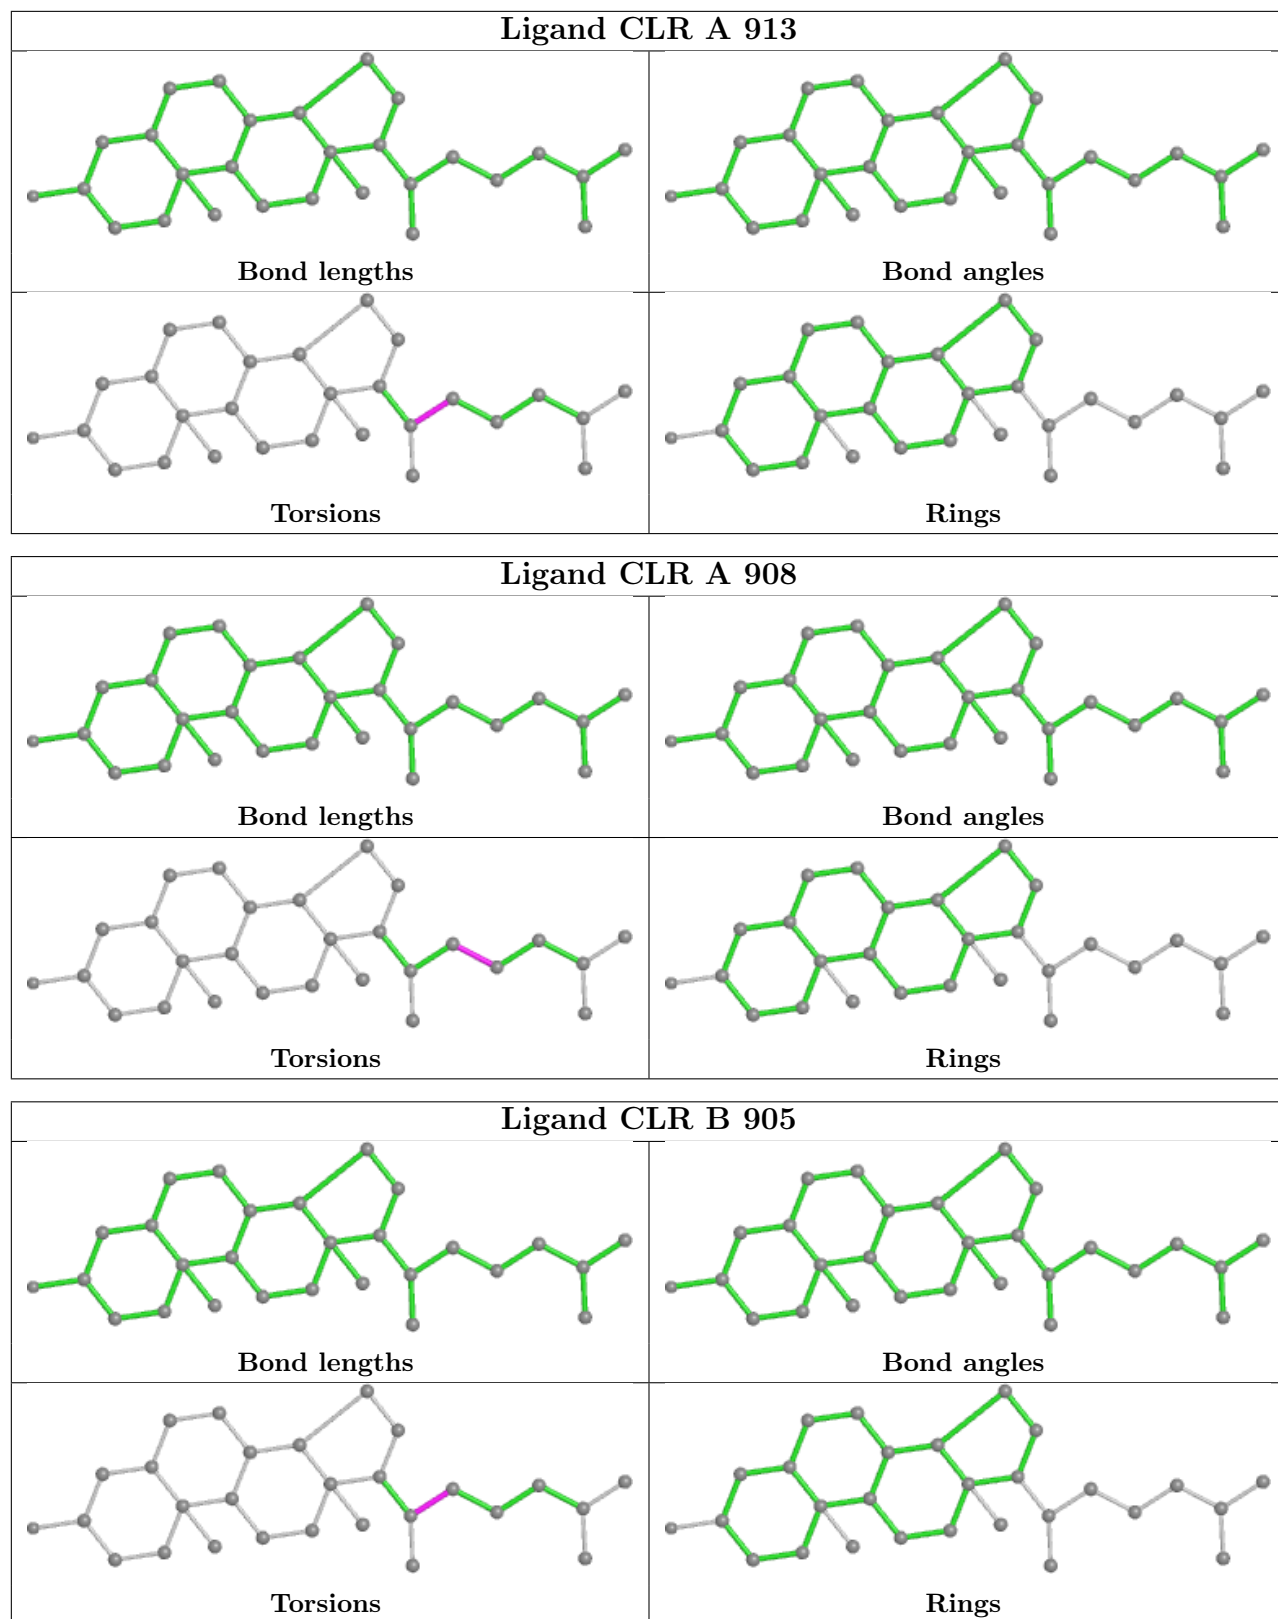 Ligand CLR A 913
Bond lengths
Bond angles
Torsions
Rings
Ligand CLR A 908
Bond lengths
Bond angles
Torsions
Rings
Ligand CLR B 905
Bond lengths
Bond angles
Torsions
Rings